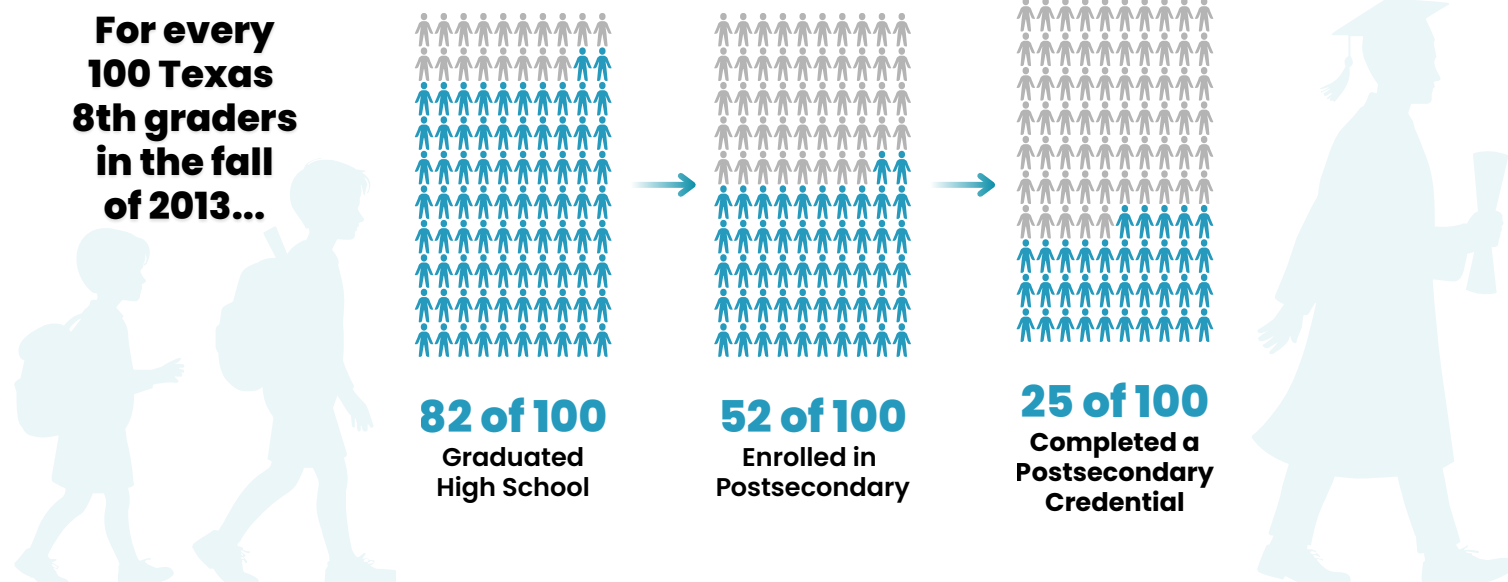 For every
100 Texas
8th graders
in the fall
of 2013...
82 of 100
Graduated
High School
52 of 100
Enrolled in
Postsecondary
25 of 100
Completed a
Postsecondary
Credential